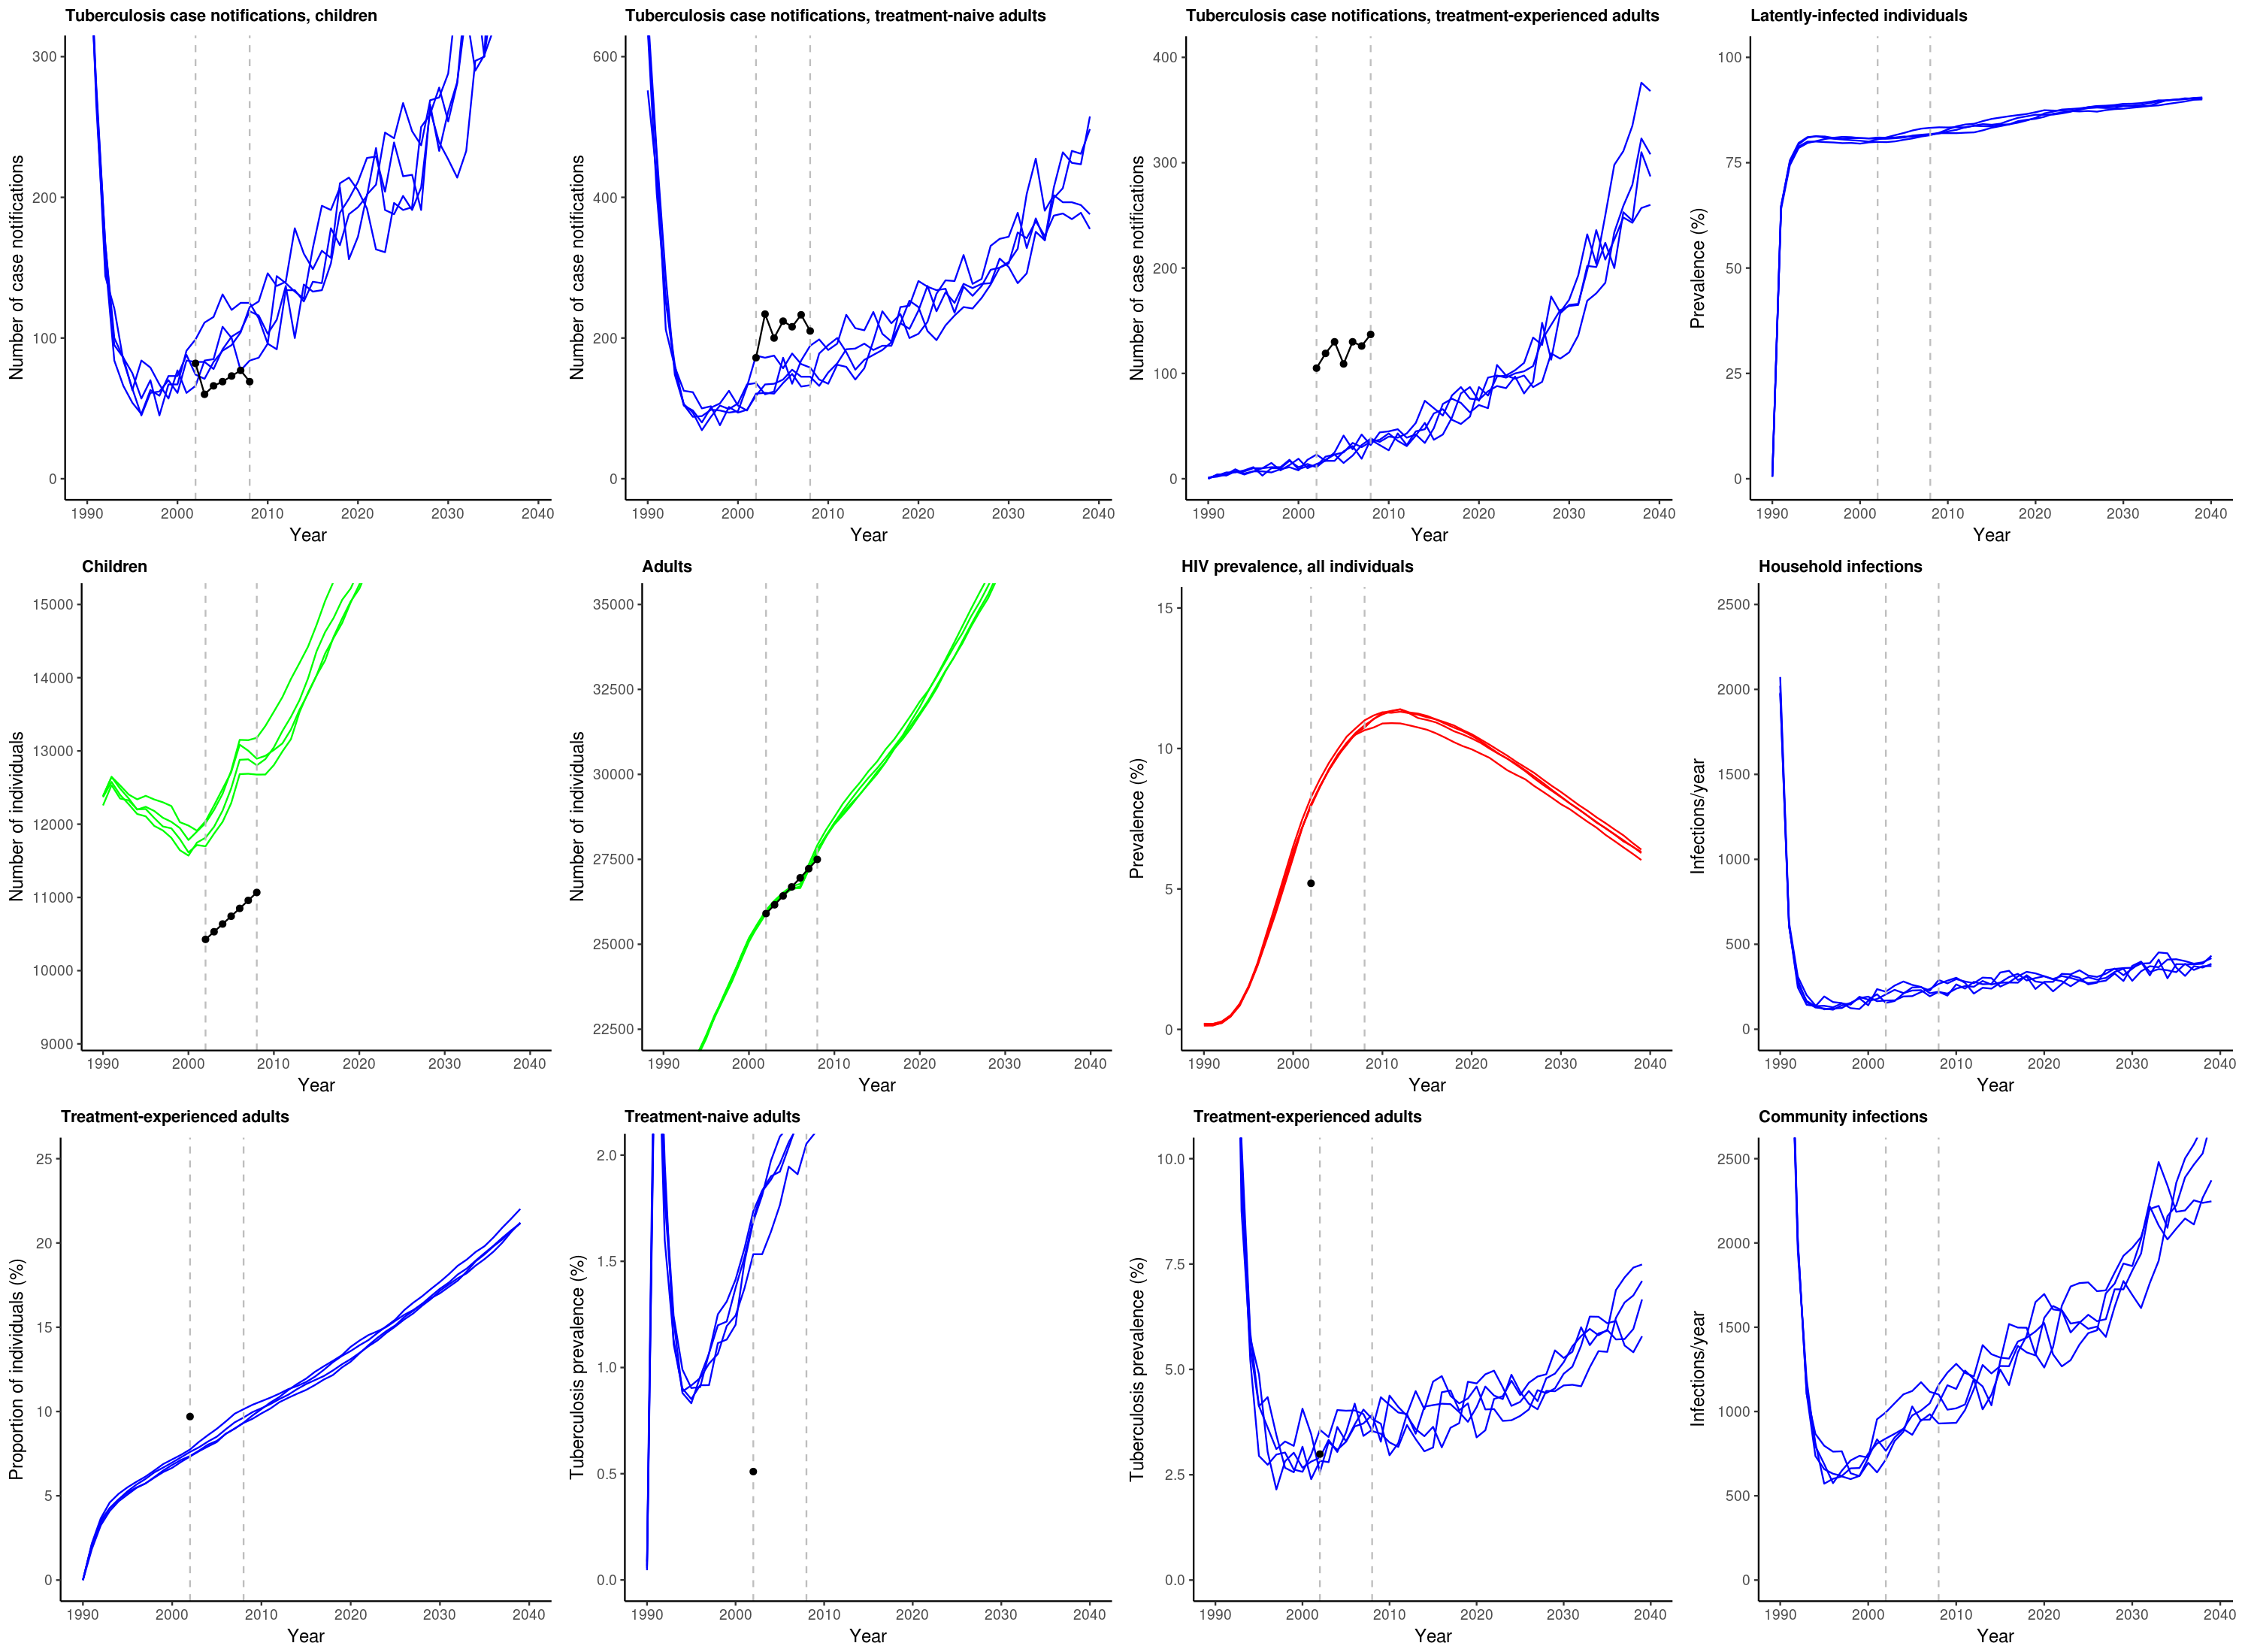 Tuberculosis case notifications, children
Number of case notifications
300
200
100
0
1990 2000 2010 2020 2030 2040
Year
Tuberculosis case notifications, treatment-naive adults
Number of case notifications
600
400
200
0
1990 2000 2010 2020 2030 2040
Year
Tuberculosis case notifications, treatment-experienced adults
Number of case notifications
400
300
200
100
0
1990 2000 2010 2020 2030 2040
Year
Latently-infected individuals
Prevalence (%)
100
75
50
25
0
1990 2000 2010 2020 2030 2040
Year
Children
Number of individuals
15000
14000
13000
12000
11000
10000
9000
1990 2000 2010 2020 2030 2040
Year
Adults
Number of individuals
35000
32500
30000
27500
25000
22500
1990 2000 2010 2020 2030 2040
Year
HIV prevalence, all individuals
Prevalence (%)
15
10
5
0
1990 2000 2010 2020 2030 2040
Year
Household infections
Infections/year
2500
2000
1500
1000
500
0
1990 2000 2010 2020 2030 2040
Year
Treatment-experienced adults
Proportion of individuals (%)
25
20
15
10
5
0
1990 2000 2010 2020 2030 2040
Year
Treatment-naive adults
Tuberculosis prevalence (%)
2.0
1.5
1.0
0.5
0.0
1990 2000 2010 2020 2030 2040
Year
Treatment-experienced adults
Tuberculosis prevalence (%)
10.0
7.5
5.0
2.5
0.0
1990 2000 2010 2020 2030 2040
Year
Community infections
Infections/year
2500
2000
1500
1000
500
0
1990 2000 2010 2020 2030 2040
Year